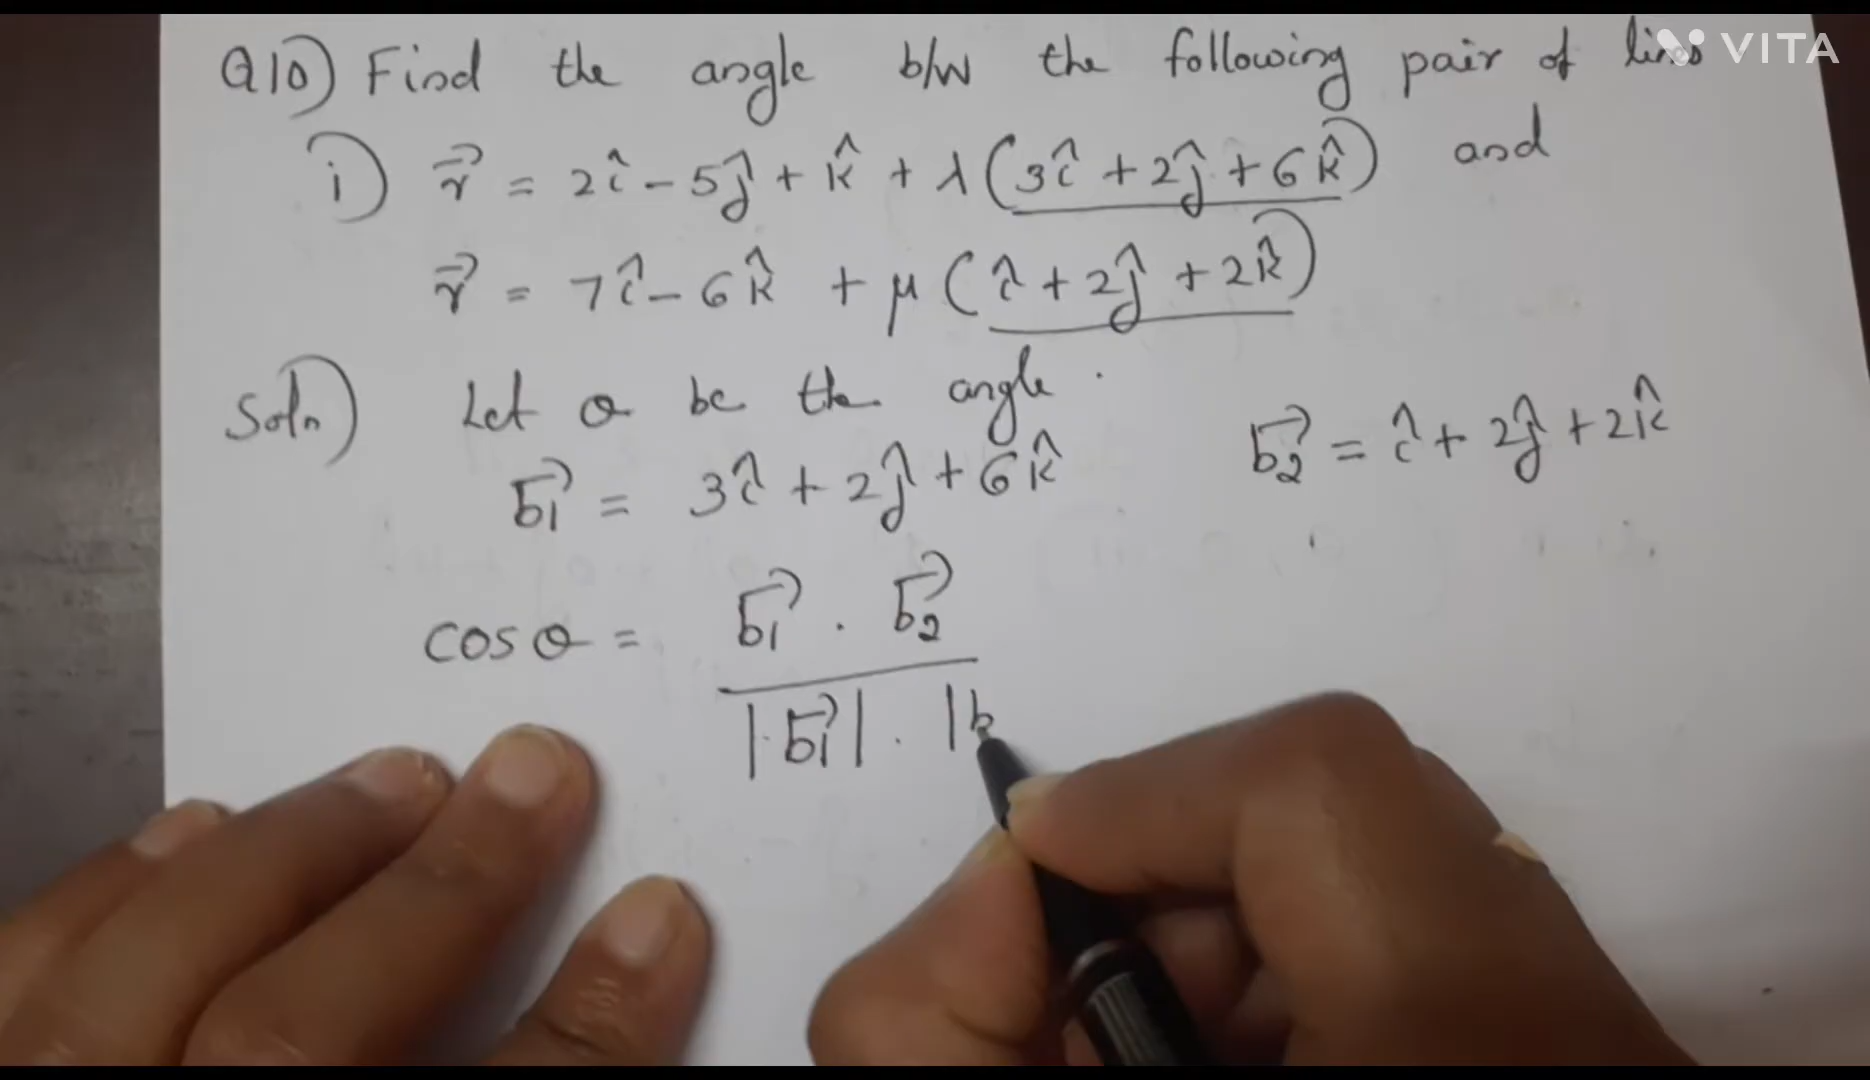 Q10) Find the angle b/w the following pair of lines
VITA
i) r⃗ = 2î - 5ĵ + k̂ + λ (3î + 2ĵ + 6k̂) and
r⃗ = 7î - 6k̂ + μ (î + 2ĵ + 2k̂)
Soln) Let θ be the angle.
b⃗1 = 3î + 2ĵ + 6k̂ b⃗2 = î + 2ĵ + 2k̂
cos θ = b⃗1 . b⃗2
|b⃗1| . |b